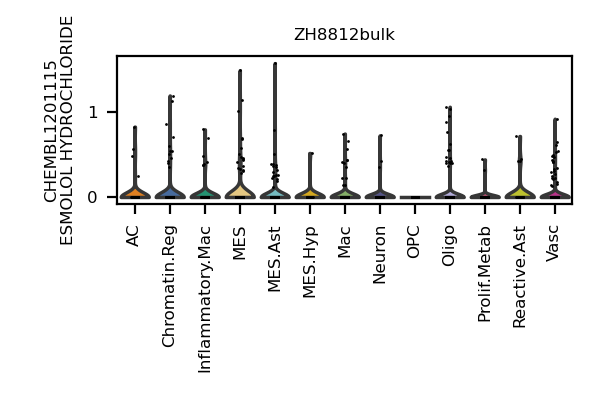 ZH8812bulk
CHEMBL1201115
ESMOLOL HYDROCHLORIDE
1
0
AC
Chromatin.Reg
Inflammatory.Mac
MES
MES.Ast
MES.Hyp
Mac
Neuron
OPC
Oligo
Prolif.Metab
Reactive.Ast
Vasc